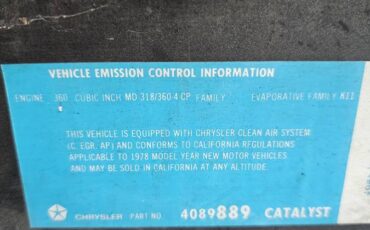 VEHICLE EMISSION CONTROL INFORMATION
ENGINE 360 CUBIC INCH MD 318/360-4 CP FAMILY EVAPORATIVE FAMILY K11
THIS VEHICLE IS EQUIPPED WITH CHRYSLER CLEAN AIR SYSTEM
(C. EGR. AP) AND CONFORMS TO CALIFORNIA REGULATIONS
APPLICABLE TO 1978 MODEL YEAR NEW MOTOR VEHICLES
AND MAY BE SOLD IN CALIFORNIA AT ANY ALTITUDE.
CHRYSLER PART NO. 4089889 CATALYST